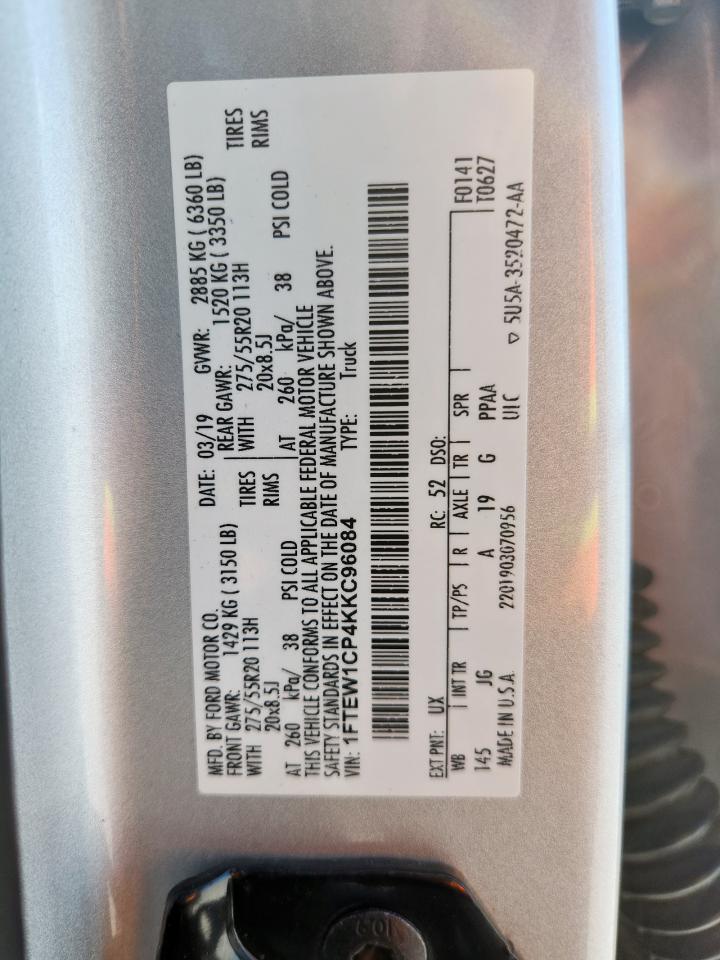 MFD. BY FORD MOTOR CO. DATE: 03/19 GVWR: 2885 KG ( 6360 LB)
FRONT GAWR: 1429 KG ( 3150 LB) REAR GAWR: 1520 KG ( 3350 LB)
WITH 275/55R20 113H TIRES WITH 275/55R20 113H TIRES
20x8.5J RIMS 20x8.5J RIMS
AT 260 kPa/ 38 PSI COLD AT 260 kPa/ 38 PSI COLD
THIS VEHICLE CONFORMS TO ALL APPLICABLE FEDERAL MOTOR VEHICLE
SAFETY STANDARDS IN EFFECT ON THE DATE OF MANUFACTURE SHOWN ABOVE.
VIN: 1FTEW1CP4KKC96084 TYPE: Truck
EXT PNT: UX RC: 52 DSO:
WB INT TR TP/PS R AXLE TR SPR F0141
145 JG A 19 G PPAA T0627
UIC
MADE IN U.S.A. 2201903070956 ▽ 5U5A-3520472-AA
10.9